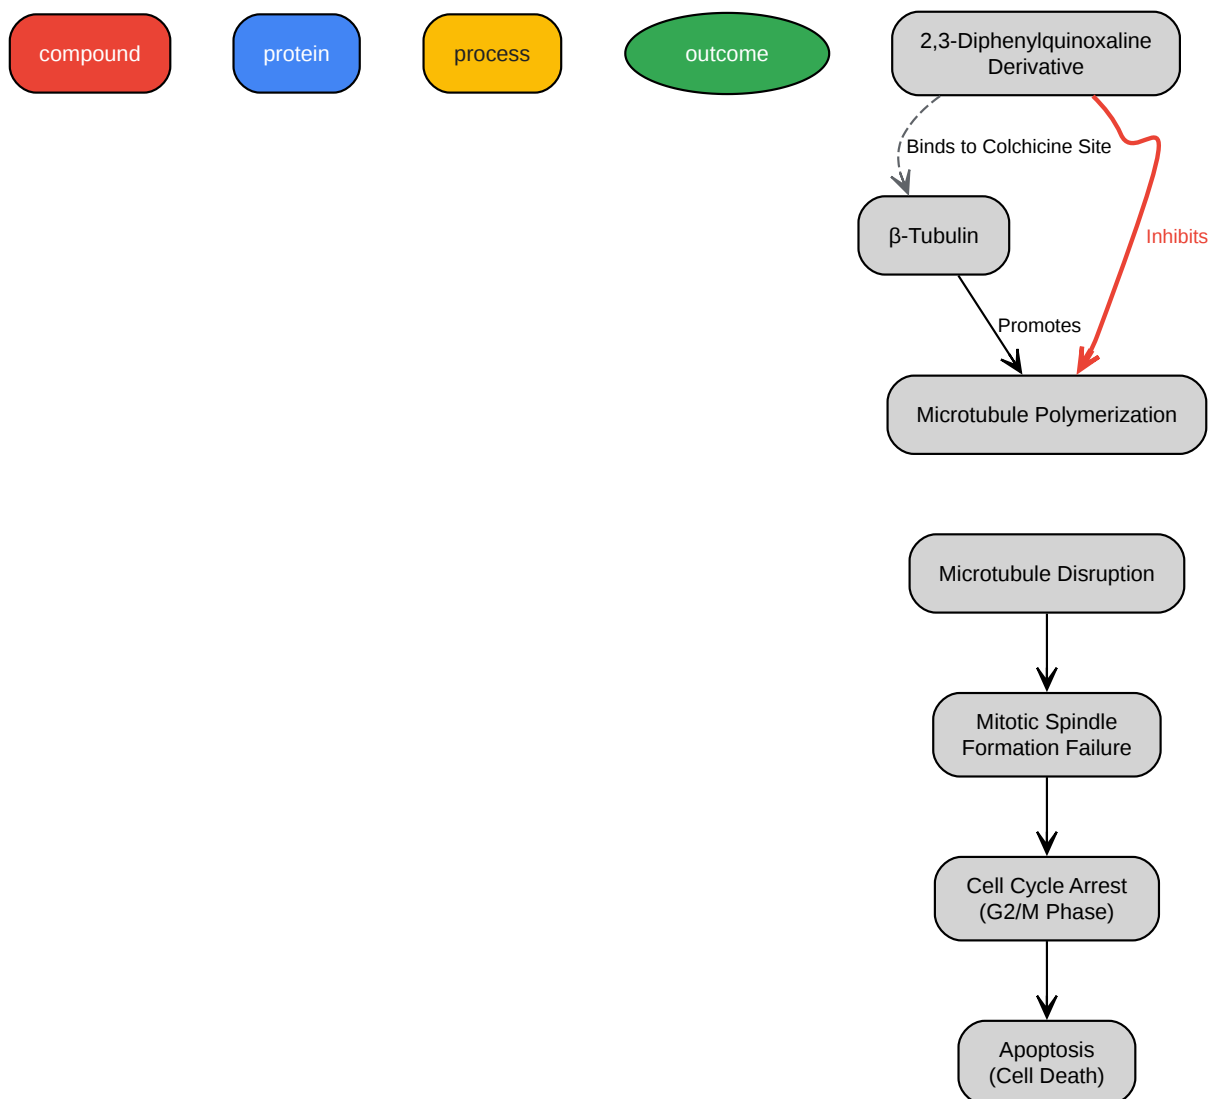 compound
protein
process
outcome
2,3-Diphenylquinoxaline
Derivative
Binds to Colchicine Site
β-Tubulin
Inhibits
Promotes
Microtubule Polymerization
Microtubule Disruption
Mitotic Spindle
Formation Failure
Cell Cycle Arrest
(G2/M Phase)
Apoptosis
(Cell Death)